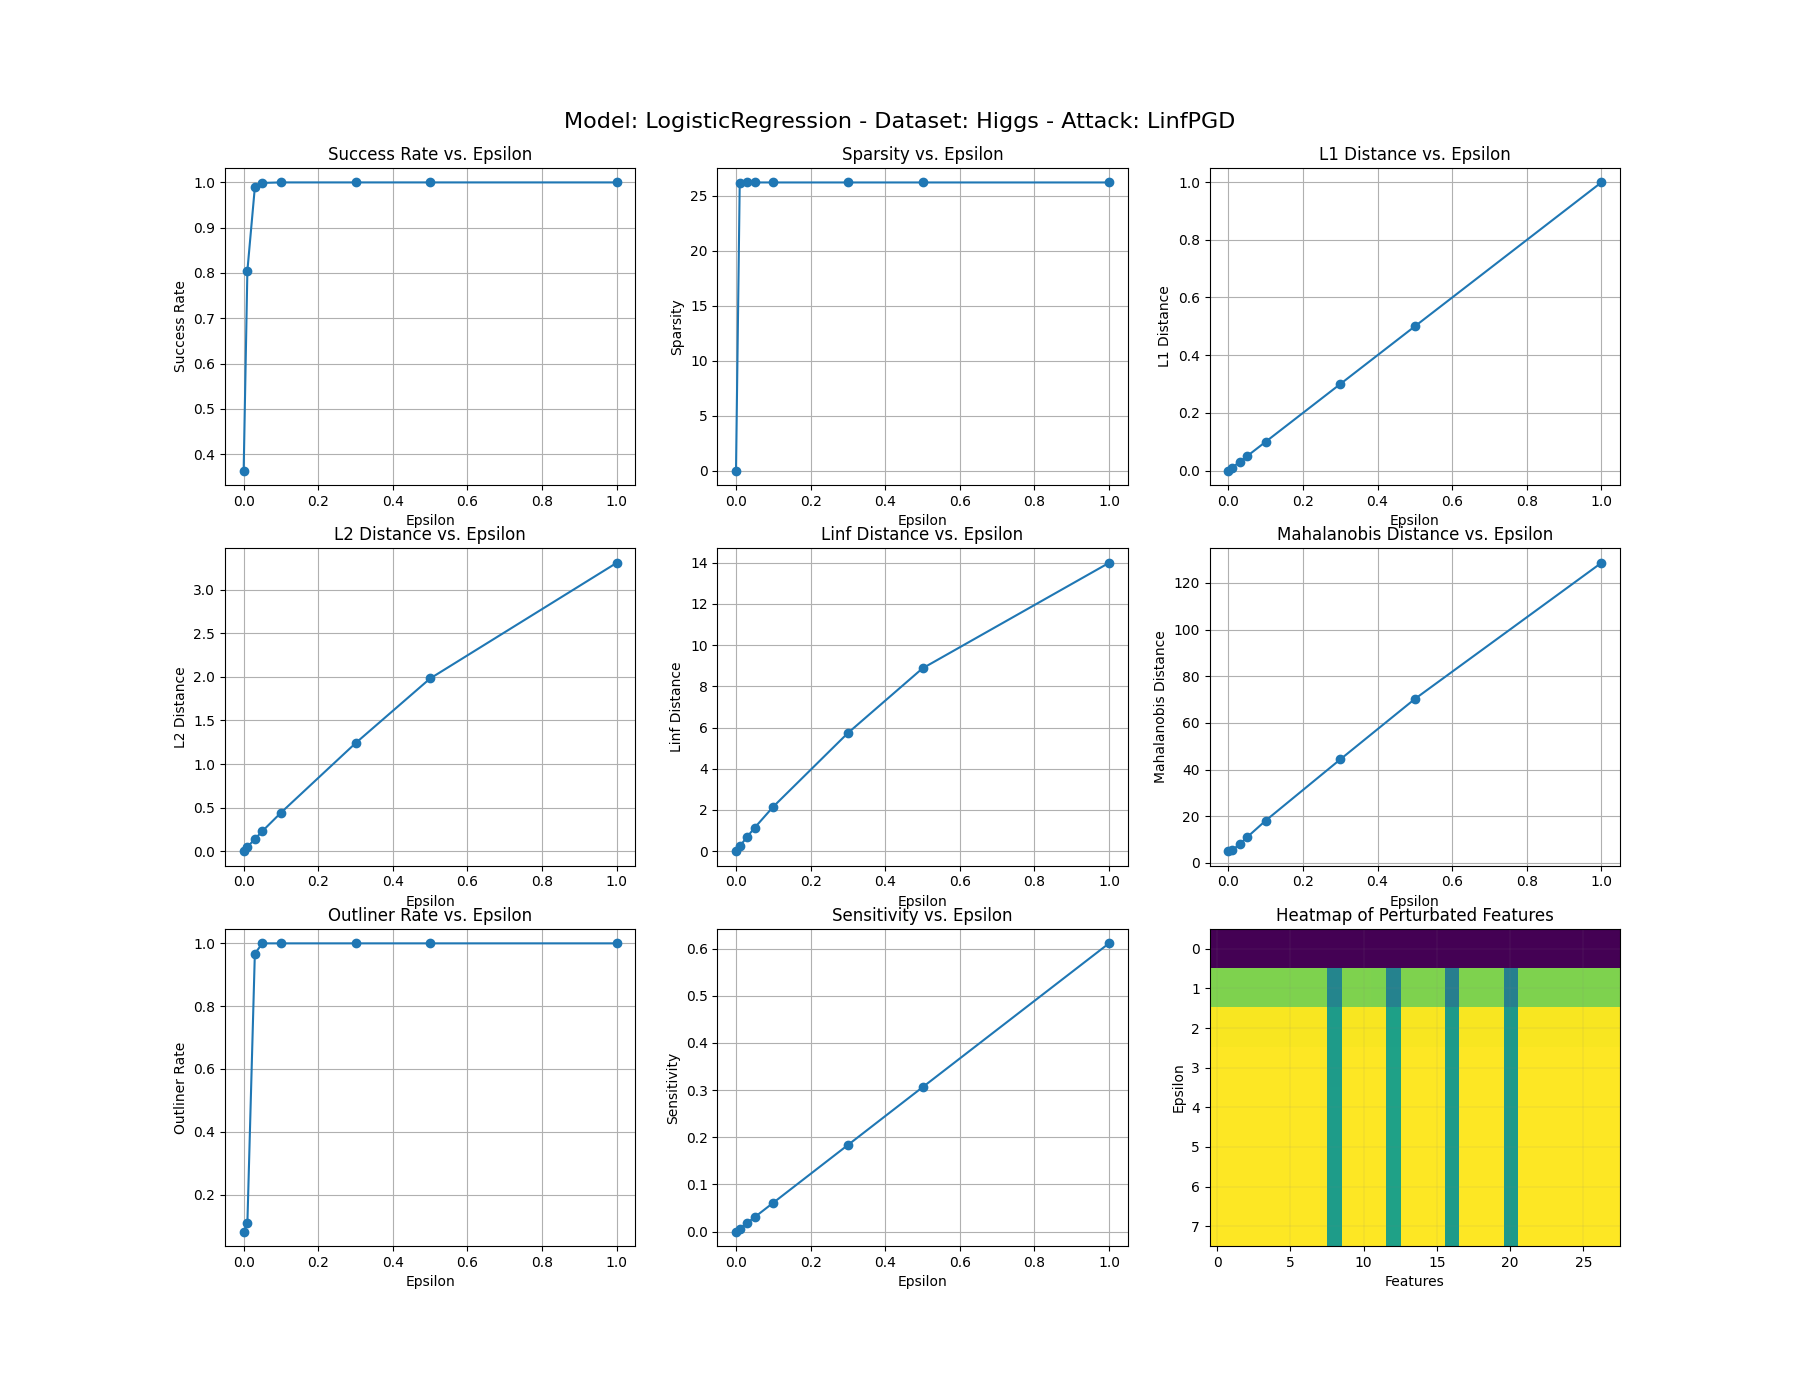 Model: LogisticRegression - Dataset: Higgs - Attack: LinfPGD
Success Rate vs. Epsilon
1.0
0.9
0.8
0.7
0.6
0.5
0.4
Success Rate
0.0 0.2 0.4 0.6 0.8 1.0
Epsilon
Sparsity vs. Epsilon
25
20
15
10
5
0
Sparsity
0.0 0.2 0.4 0.6 0.8 1.0
Epsilon
L1 Distance vs. Epsilon
1.0
0.8
0.6
0.4
0.2
0.0
L1 Distance
0.0 0.2 0.4 0.6 0.8 1.0
Epsilon
L2 Distance vs. Epsilon
3.0
2.5
2.0
1.5
1.0
0.5
0.0
L2 Distance
0.0 0.2 0.4 0.6 0.8 1.0
Epsilon
Linf Distance vs. Epsilon
14
12
10
8
6
4
2
0
Linf Distance
0.0 0.2 0.4 0.6 0.8 1.0
Epsilon
Mahalanobis Distance vs. Epsilon
120
100
80
60
40
20
0
Mahalanobis Distance
0.0 0.2 0.4 0.6 0.8 1.0
Epsilon
Outliner Rate vs. Epsilon
1.0
0.8
0.6
0.4
0.2
Outliner Rate
0.0 0.2 0.4 0.6 0.8 1.0
Epsilon
Sensitivity vs. Epsilon
0.6
0.5
0.4
0.3
0.2
0.1
0.0
Sensitivity
0.0 0.2 0.4 0.6 0.8 1.0
Epsilon
Heatmap of Perturbated Features
0
1
2
3
4
5
6
7
Epsilon
0 5 10 15 20 25
Features